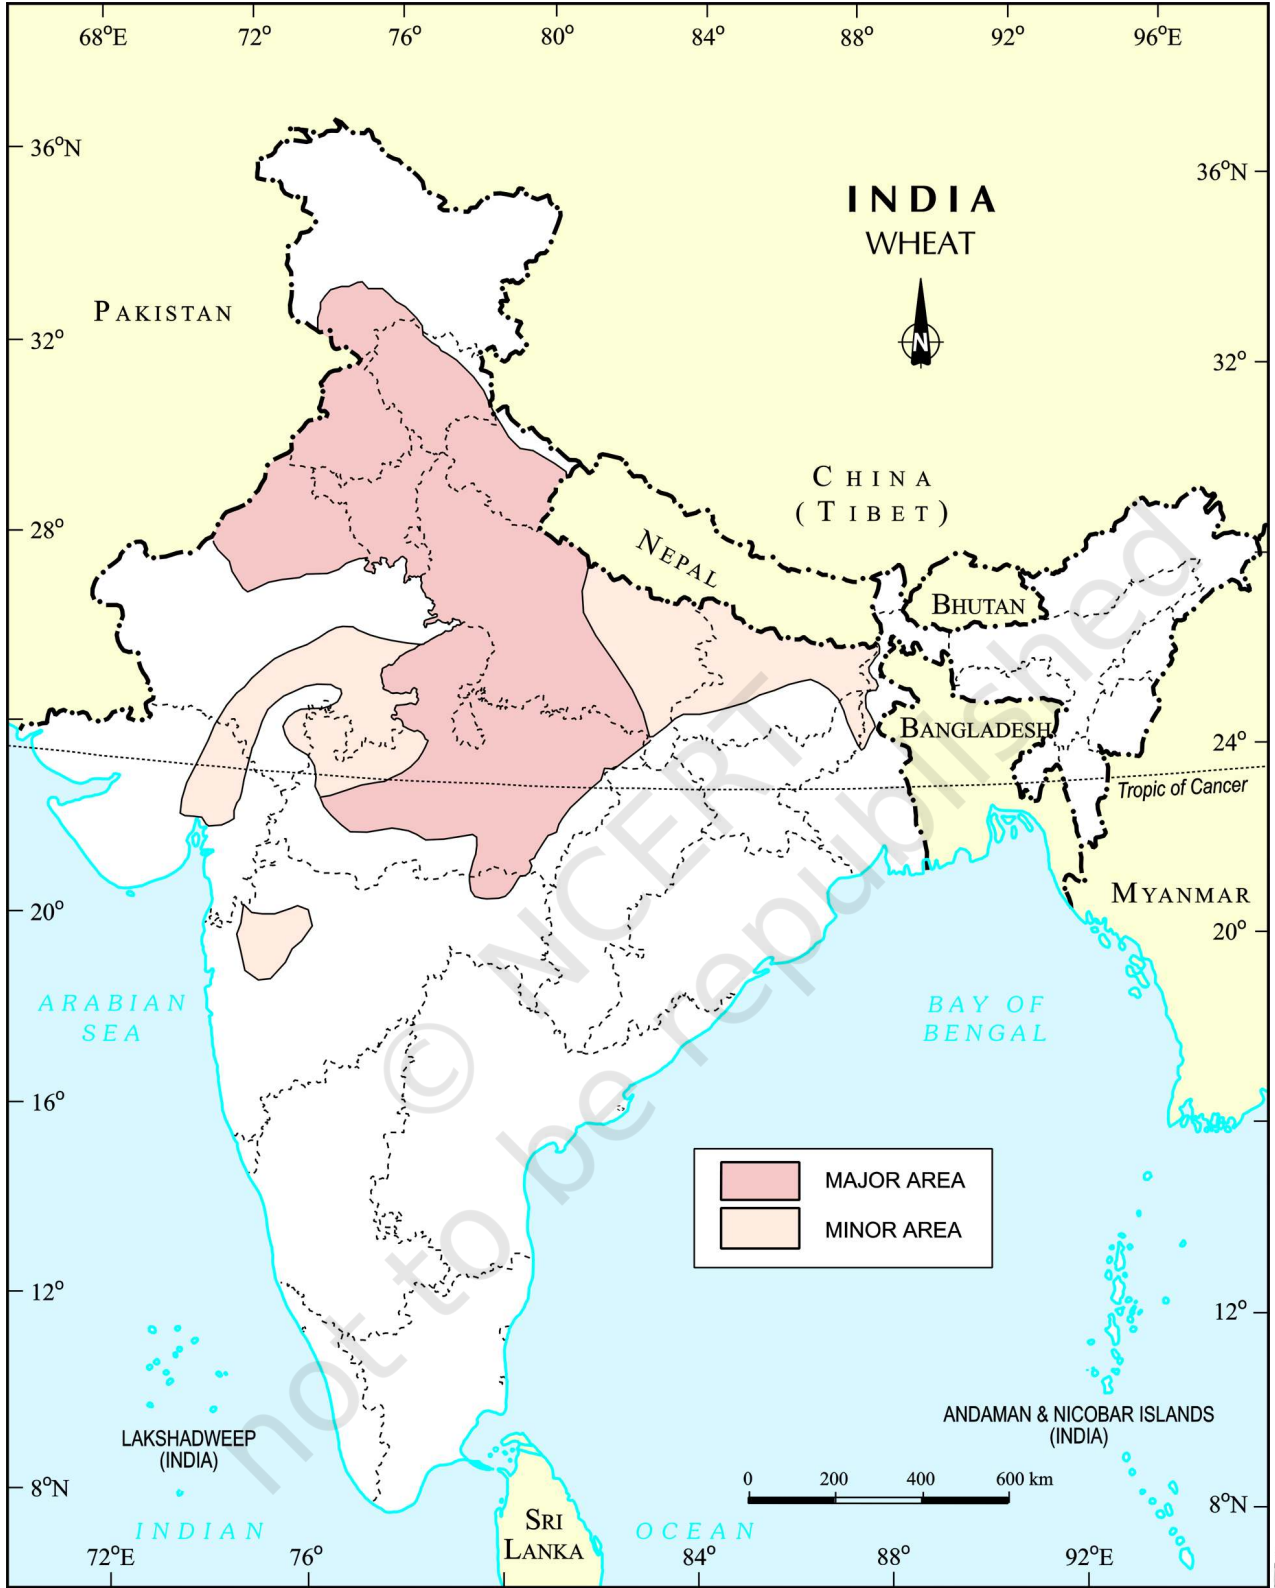 68°E 72° 76° 80° 84° 88° 92° 96°E
36°N
36°N
INDIA
WHEAT
N
PAKISTAN
32°
32°
CHINA
(TIBET)
28°
NEPAL
BHUTAN
BANGLADESH
24°
Tropic of Cancer
MYANMAR
20°
20°
ARABIAN
SEA
BAY OF
BENGAL
16°
MAJOR AREA
MINOR AREA
12°
12°
LAKSHADWEEP
(INDIA)
ANDAMAN & NICOBAR ISLANDS
(INDIA)
8°N
0 200 400 600 km
8°N
INDIAN
OCEAN
SRI
LANKA
72°E 76° 84° 88° 92°E
© NCERT
not to be republished